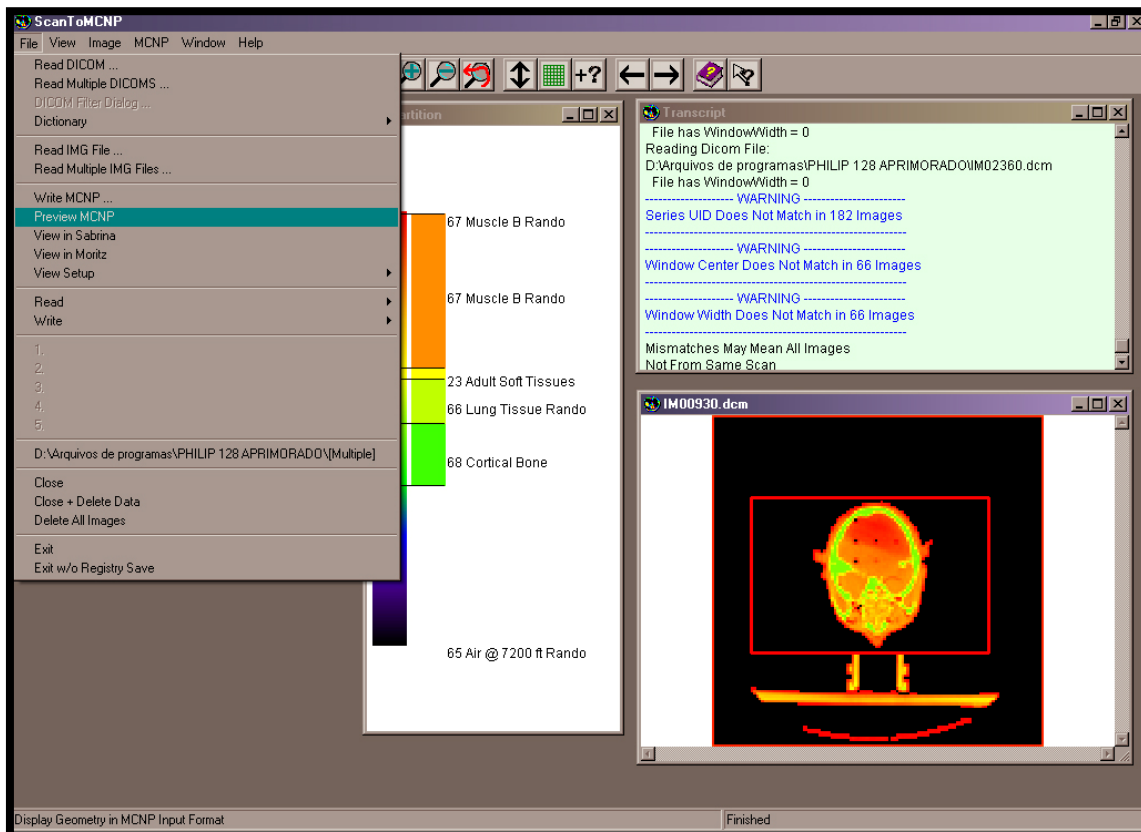 ScanToMCNP
File View Image MCNP Window Help
Read DICOM ...
Read Multiple DICOMS ...
DICOM Filter Dialog ...
Dictionary
Read IMG File ...
Read Multiple IMG Files ...
Write MCNP ...
Preview MCNP
View in Sabrina
View in Moritz
View Setup
Read
Write
1.
2.
3.
4.
5.
D:\Arquivos de programas\PHILIP 128 APRIMORADO\[Multiple]
Close
Close + Delete Data
Delete All Images
Exit
Exit w/o Registry Save
+?
67 Muscle B Rando
67 Muscle B Rando
23 Adult Soft Tissues
66 Lung Tissue Rando
68 Cortical Bone
65 Air @ 7200 ft Rando
Transcript
File has WindowWidth = 0
Reading Dicom File:
D:\Arquivos de programas\PHILIP 128 APRIMORADO\IM02360.dcm
File has WindowWidth = 0
-------------------- WARNING -----------------------
Series UID Does Not Match in 182 Images
-----------------------------------------------------------
-------------------- WARNING -----------------------
Window Center Does Not Match in 66 Images
-----------------------------------------------------------
-------------------- WARNING -----------------------
Window Width Does Not Match in 66 Images
-----------------------------------------------------------
Mismatches May Mean All Images
Not From Same Scan
IM00930.dcm
Display Geometry in MCNP Input Format
Finished